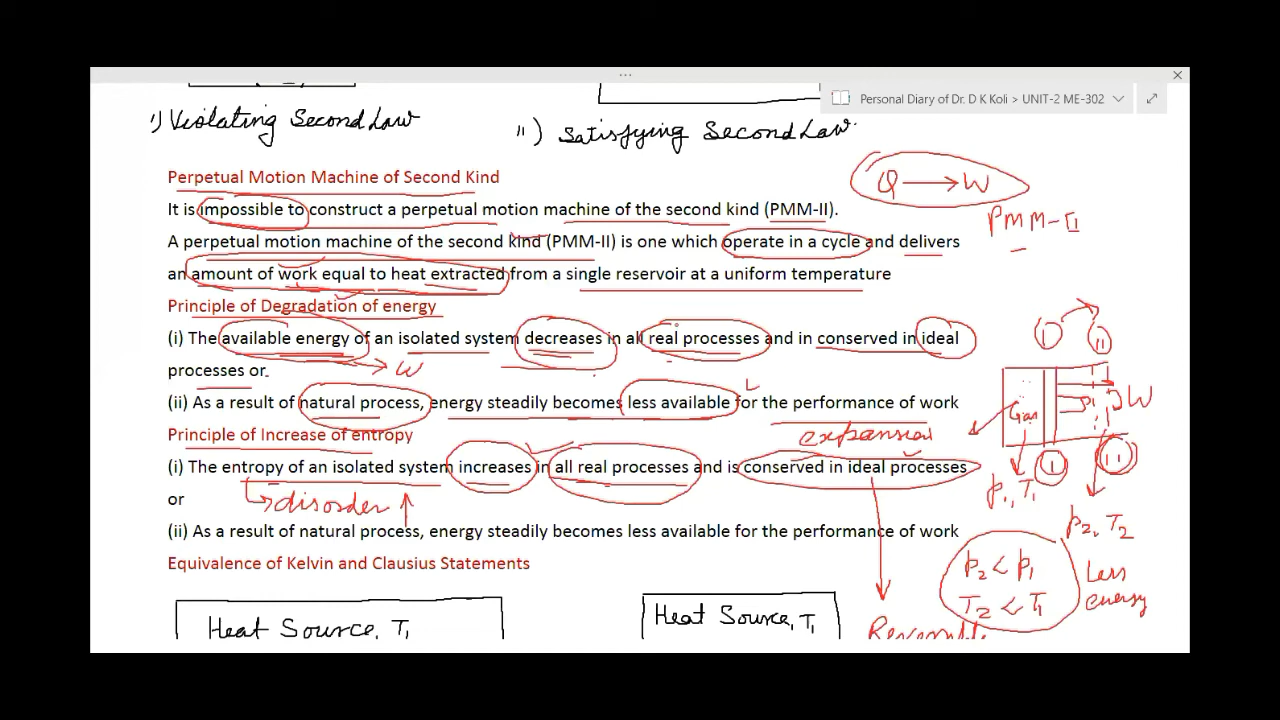 Personal Diary of Dr. D K Koli > UNIT-2 ME-302
1) Violating Second Law
11) Satisfying Second Law.
Perpetual Motion Machine of Second Kind
Q → W
It is impossible to construct a perpetual motion machine of the second kind (PMM-II).
PMM-II
A perpetual motion machine of the second kind (PMM-II) is one which operate in a cycle and delivers
an amount of work equal to heat extracted from a single reservoir at a uniform temperature
Principle of Degradation of energy
(i) The available energy of an isolated system decreases in all real processes and in conserved in ideal
I II
processes or.
→ W
(ii) As a result of natural process, energy steadily becomes less available for the performance of work
Gas W
Principle of Increase of entropy
expansion
(i) The entropy of an isolated system increases in all real processes and is conserved in ideal processes
1 11
or
disorder ↑
P1, T1
(ii) As a result of natural process, energy steadily becomes less available for the performance of work
P2, T2
Equivalence of Kelvin and Clausius Statements
P2 < P1
T2 < T1
Less
energy
Heat Source, T1
Heat Source, T1